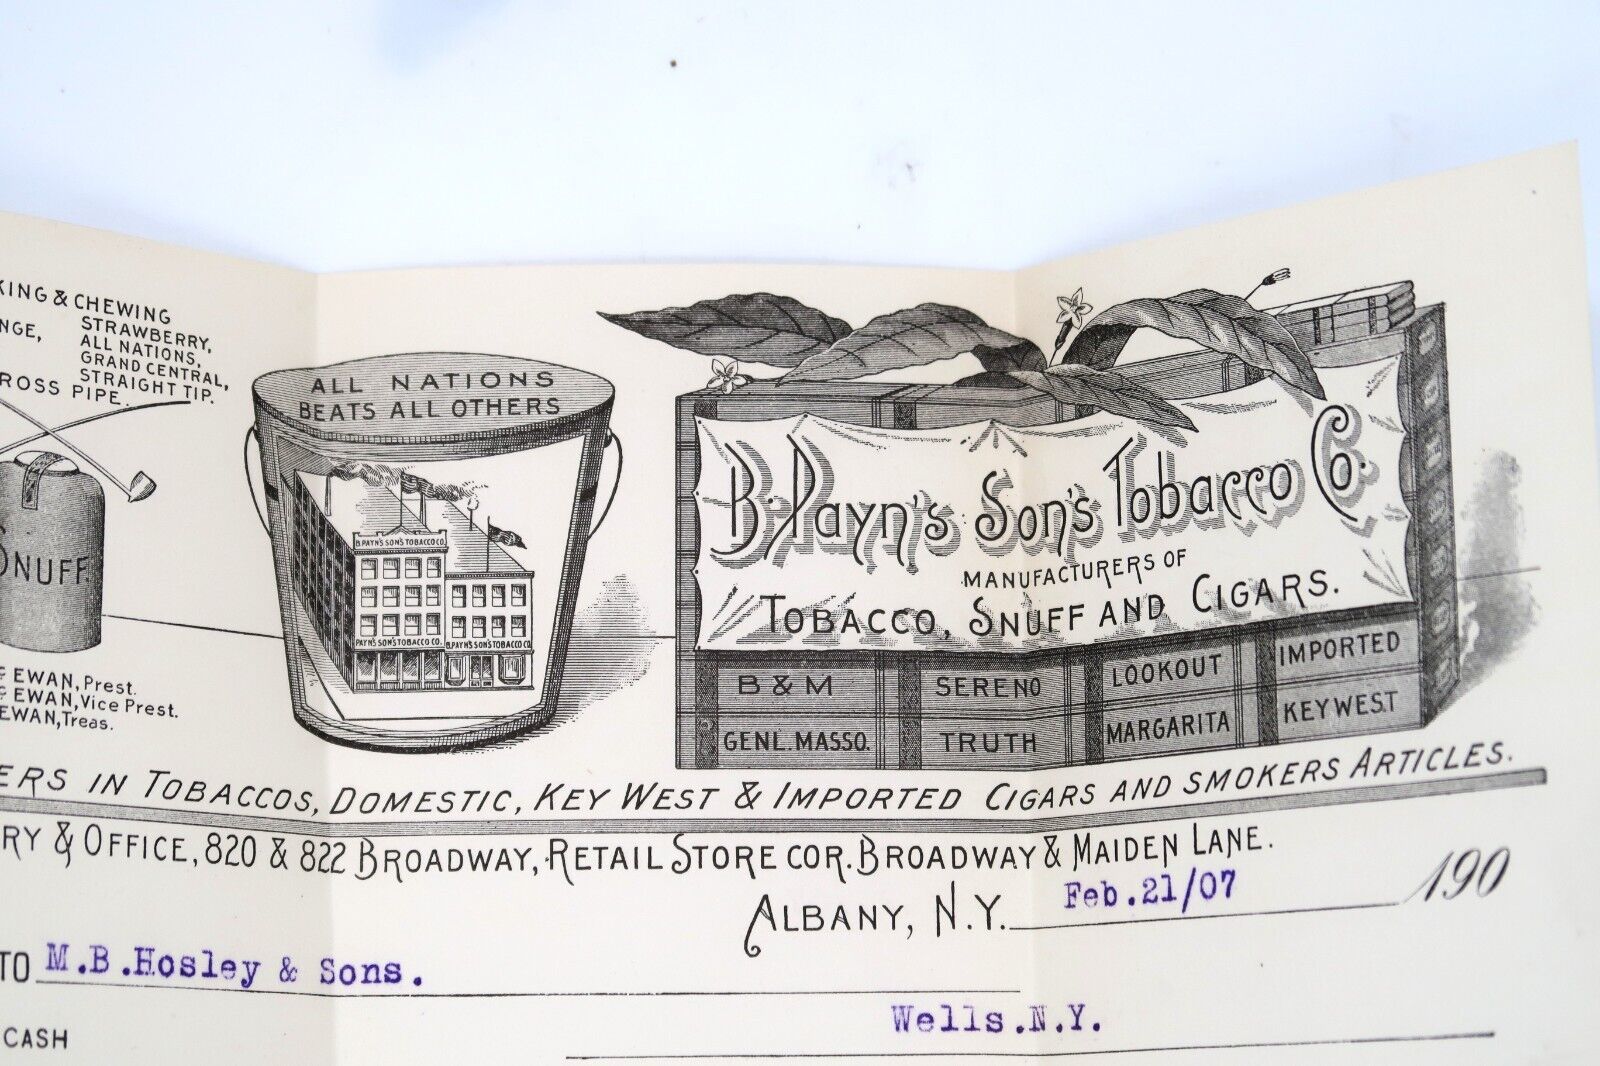 KING & CHEWING
NGE, STRAWBERRY,
ALL NATIONS,
GRAND CENTRAL,
STRAIGHT TIP.
ROSS PIPE.
SNUFF.
EWAN, Prest.
EWAN, Vice Prest.
EWAN, Treas.
ALL NATIONS
BEATS ALL OTHERS
B. PAYN'S SON'S TOBACCO CO.
PAYN'S SON'S TOBACCO CO.
B. PAYN'S SON'S TOBACCO CO.
B. Payn's Son's Tobacco Co.
MANUFACTURERS OF
TOBACCO, SNUFF AND CIGARS.
B & M SERENO LOOKOUT IMPORTED
GENL. MASSO. TRUTH MARGARITA KEY WEST
ERS IN TOBACCOS, DOMESTIC, KEY WEST & IMPORTED CIGARS AND SMOKERS ARTICLES.
RY & OFFICE, 820 & 822 BROADWAY, RETAIL STORE COR. BROADWAY & MAIDEN LANE.
ALBANY, N.Y. Feb.21/07 190
TO M.B.Hosley & Sons.
Wells.N.Y.
CASH